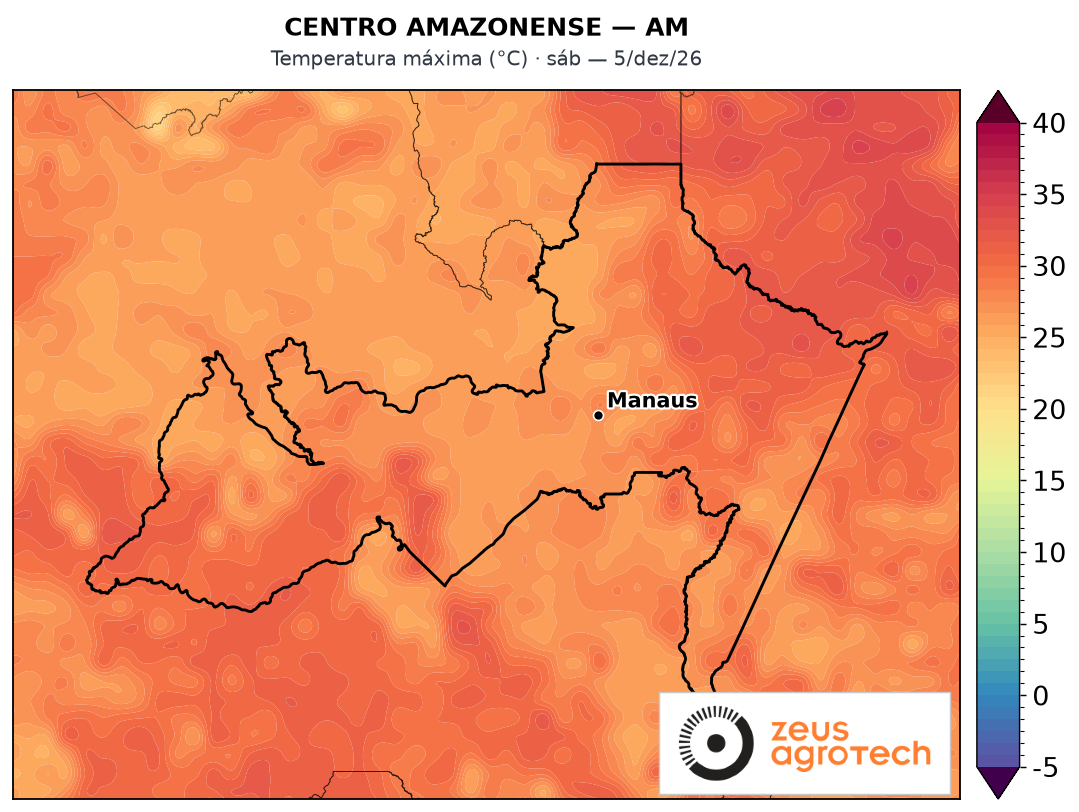 CENTRO AMAZONENSE — AM
Temperatura máxima (°C) · sáb — 5/dez/26
40
35
30
25
20
15
10
5
0
-5
Manaus
zeus
agrotech